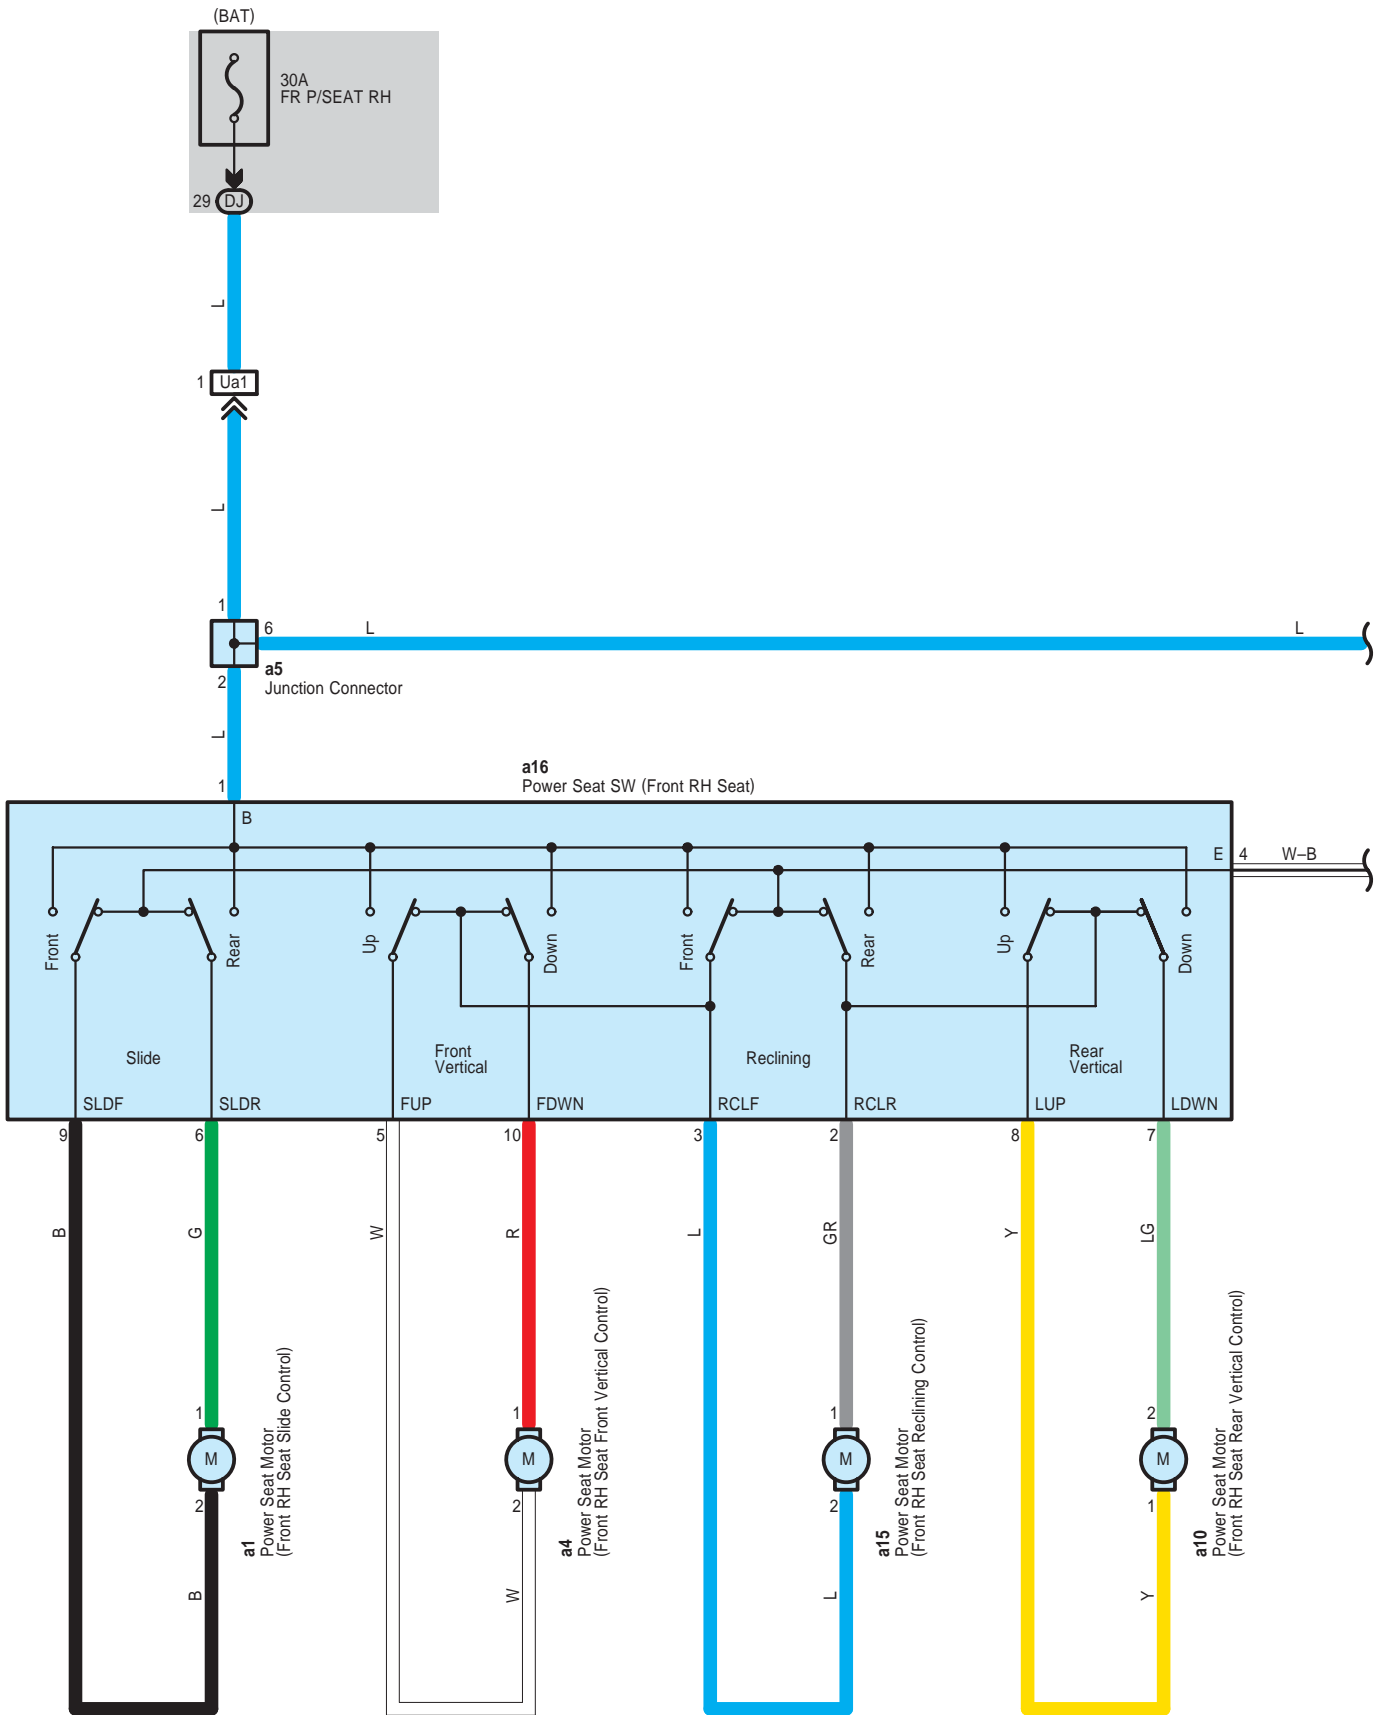 (BAT)
30A
FR P/SEAT RH
29 DJ
L
1 Ua1
L
1
6 L L
a5
2 Junction Connector
L
a16
1 Power Seat SW (Front RH Seat)
B
E 4 W–B
Front Rear Up Down Front Rear Up Down
Slide
Front
Vertical
Reclining
Rear
Vertical
SLDF SLDR FUP FDWN RCLF RCLR LUP LDWN
9 6 5 10 3 2 8 7
B G W R L GR Y LG
1 1 1 2
M M M M
2 2 2 1
a1
Power Seat Motor
(Front RH Seat Slide Control)
a4
Power Seat Motor
(Front RH Seat Front Vertical Control)
a15
Power Seat Motor
(Front RH Seat Reclining Control)
a10
Power Seat Motor
(Front RH Seat Rear Vertical Control)
B W L Y